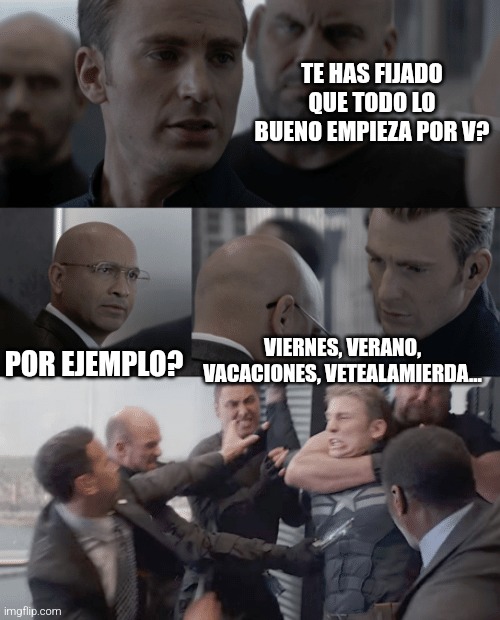 TE HAS FIJADO
QUE TODO LO
BUENO EMPIEZA POR V?
POR EJEMPLO?
VIERNES, VERANO,
VACACIONES, VETEALAMIERDA...
imgflip.com